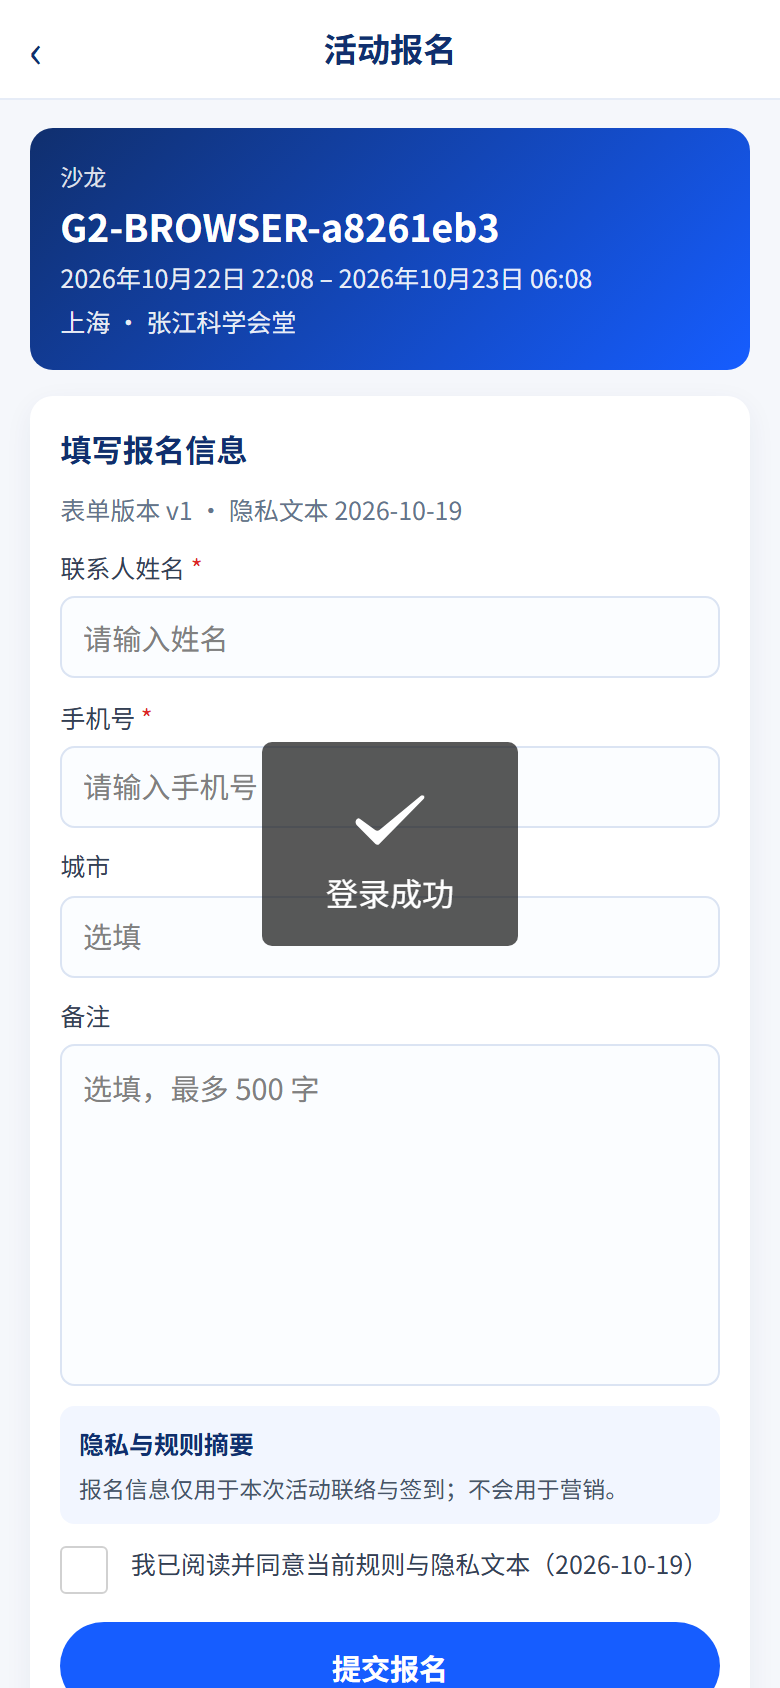 活动报名
沙龙
G2-BROWSER-a8261eb3
2026年10月22日 22:08 – 2026年10月23日 06:08
上海 · 张江科学会堂
填写报名信息
表单版本 v1 · 隐私文本 2026-10-19
联系人姓名 *
请输入姓名
手机号 *
请输入手机号
登录成功
城市
选填
备注
选填，最多 500 字
隐私与规则摘要
报名信息仅用于本次活动联络与签到；不会用于营销。
我已阅读并同意当前规则与隐私文本（2026-10-19）
提交报名